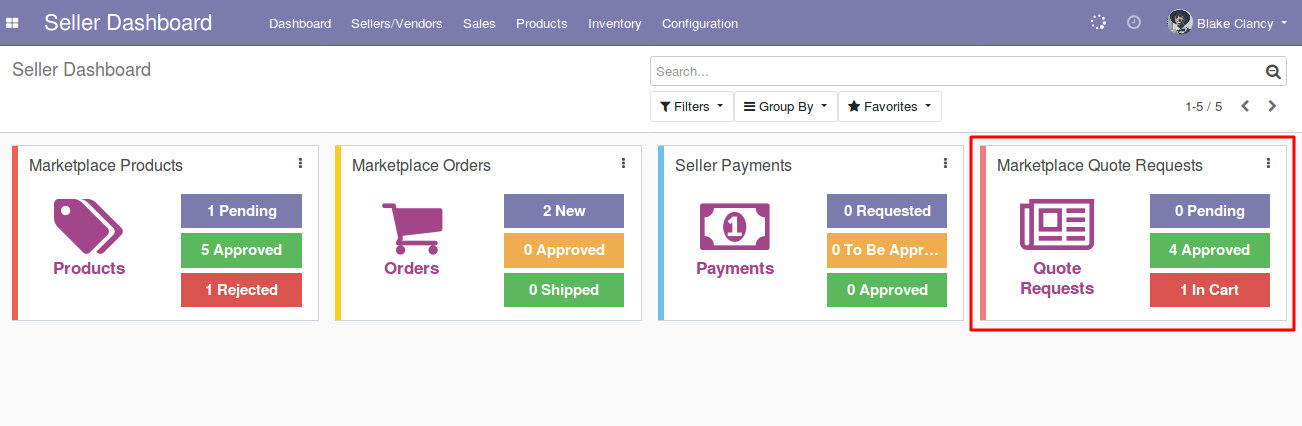 Seller Dashboard Dashboard Sellers/Vendors Sales Products Inventory Configuration Blake Clancy
Seller Dashboard
Search...
Filters Group By Favorites 1-5 / 5
Marketplace Products
1 Pending
5 Approved
Products
1 Rejected
Marketplace Orders
2 New
0 Approved
Orders
0 Shipped
Seller Payments
1
0 Requested
0 To Be Appr...
Payments
0 Approved
Marketplace Quote Requests
0 Pending
4 Approved
Quote
Requests
1 In Cart